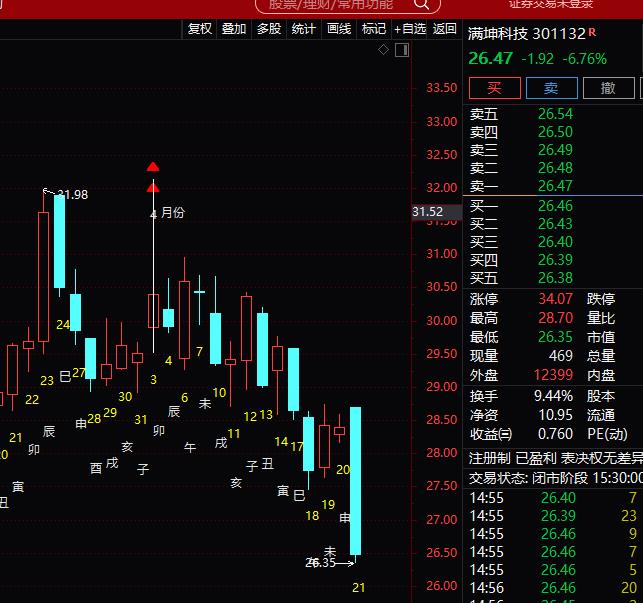 股票/理财/常用功能
证券交易未登录
复权 叠加 多股 统计 画线 标记 +自选 返回
满坤科技 301132 R
26.47 -1.92 -6.76%
买 卖 撤
卖五 26.54
卖四 26.50
卖三 26.49
卖二 26.48
卖一 26.47
买一 26.46
买二 26.43
买三 26.40
买四 26.39
买五 26.38
涨停 34.07 跌停
最高 28.70 量比
最低 26.35 市值
现量 469 总量
外盘 12399 内盘
换手 9.44% 股本
净资 10.95 流通
收益㈢ 0.760 PE(动)
注册制 已盈利 表决权无差异
交易状态: 闭市阶段 15:30:00
14:55 26.40 7
14:55 26.39 23
14:55 26.46 9
14:55 26.46 7
14:55 26.46 5
14:56 26.46 20
33.50
33.00
32.50
32.00
31.52
31.50
31.00
30.50
30.00
29.50
29.00
28.50
28.00
27.50
27.00
26.50
26.00
31.98
4 月份
24
7
27
23 巳
4
3
22
30
6
10
29
28
31
12 13
21
辰
申
卯
辰
未
11
14 17
20
卯
亥
午
戌
酉 戌
子
子 丑
20
寅
亥
寅 巳
19
丑
18
申
未
26.35
21